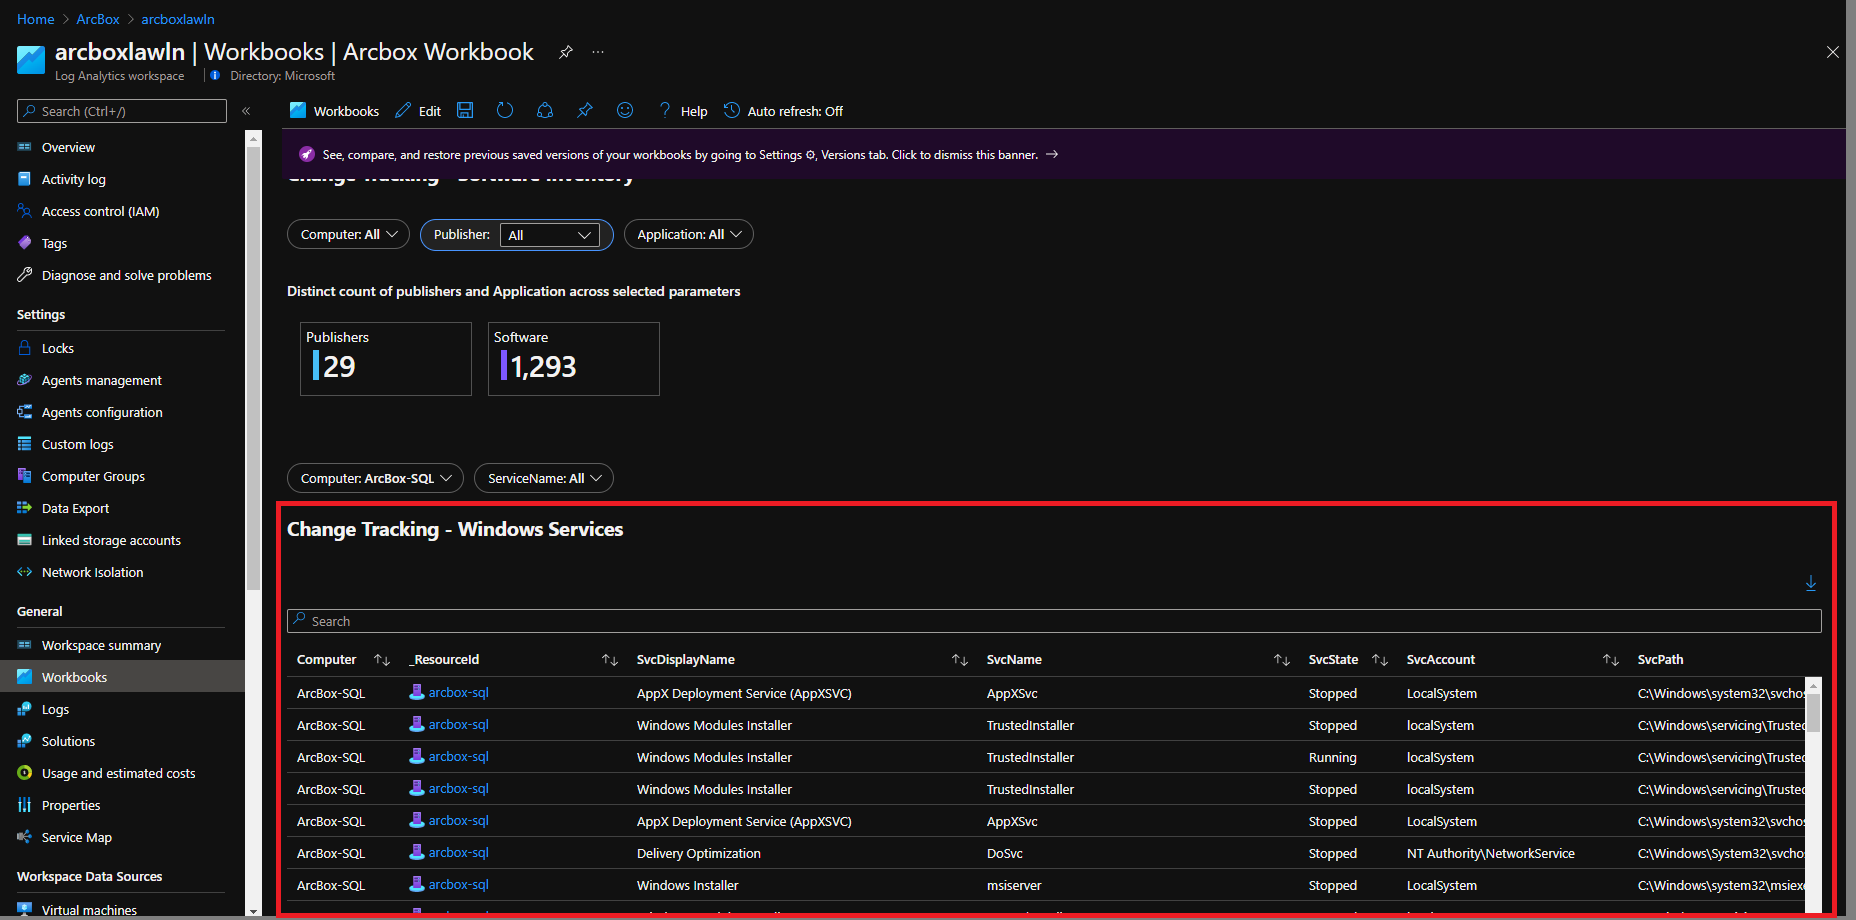 Home > ArcBox > arcboxlawln
arcboxlawln | Workbooks | Arcbox Workbook
Log Analytics workspace | Directory: Microsoft
Search (Ctrl+/)
Overview
Activity log
Access control (IAM)
Tags
Diagnose and solve problems
Settings
Locks
Agents management
Agents configuration
Custom logs
Computer Groups
Data Export
Linked storage accounts
Network Isolation
General
Workspace summary
Workbooks
Logs
Solutions
Usage and estimated costs
Properties
Service Map
Workspace Data Sources
Virtual machines
Workbooks Edit ? Help Auto refresh: Off
See, compare, and restore previous saved versions of your workbooks by going to Settings ⚙, Versions tab. Click to dismiss this banner. →
Change Tracking - Software Inventory
Computer: All Publisher: All Application: All
Distinct count of publishers and Application across selected parameters
Publishers
29
Software
1,293
Computer: ArcBox-SQL ServiceName: All
Change Tracking - Windows Services
Search
Computer ↑↓ _ResourceId ↑↓ SvcDisplayName ↑↓ SvcName ↑↓ SvcState ↑↓ SvcAccount ↑↓ SvcPath
ArcBox-SQL arcbox-sql AppX Deployment Service (AppXSVC) AppXSvc Stopped LocalSystem C:\Windows\system32\svchos
ArcBox-SQL arcbox-sql Windows Modules Installer TrustedInstaller Stopped localSystem C:\Windows\servicing\Trusted
ArcBox-SQL arcbox-sql Windows Modules Installer TrustedInstaller Running localSystem C:\Windows\servicing\Trusted
ArcBox-SQL arcbox-sql Windows Modules Installer TrustedInstaller Stopped localSystem C:\Windows\servicing\Trusted
ArcBox-SQL arcbox-sql AppX Deployment Service (AppXSVC) AppXSvc Stopped LocalSystem C:\Windows\system32\svchos
ArcBox-SQL arcbox-sql Delivery Optimization DoSvc Stopped NT Authority\NetworkService C:\Windows\System32\svchos
ArcBox-SQL arcbox-sql Windows Installer msiserver Stopped LocalSystem C:\Windows\system32\msiexe